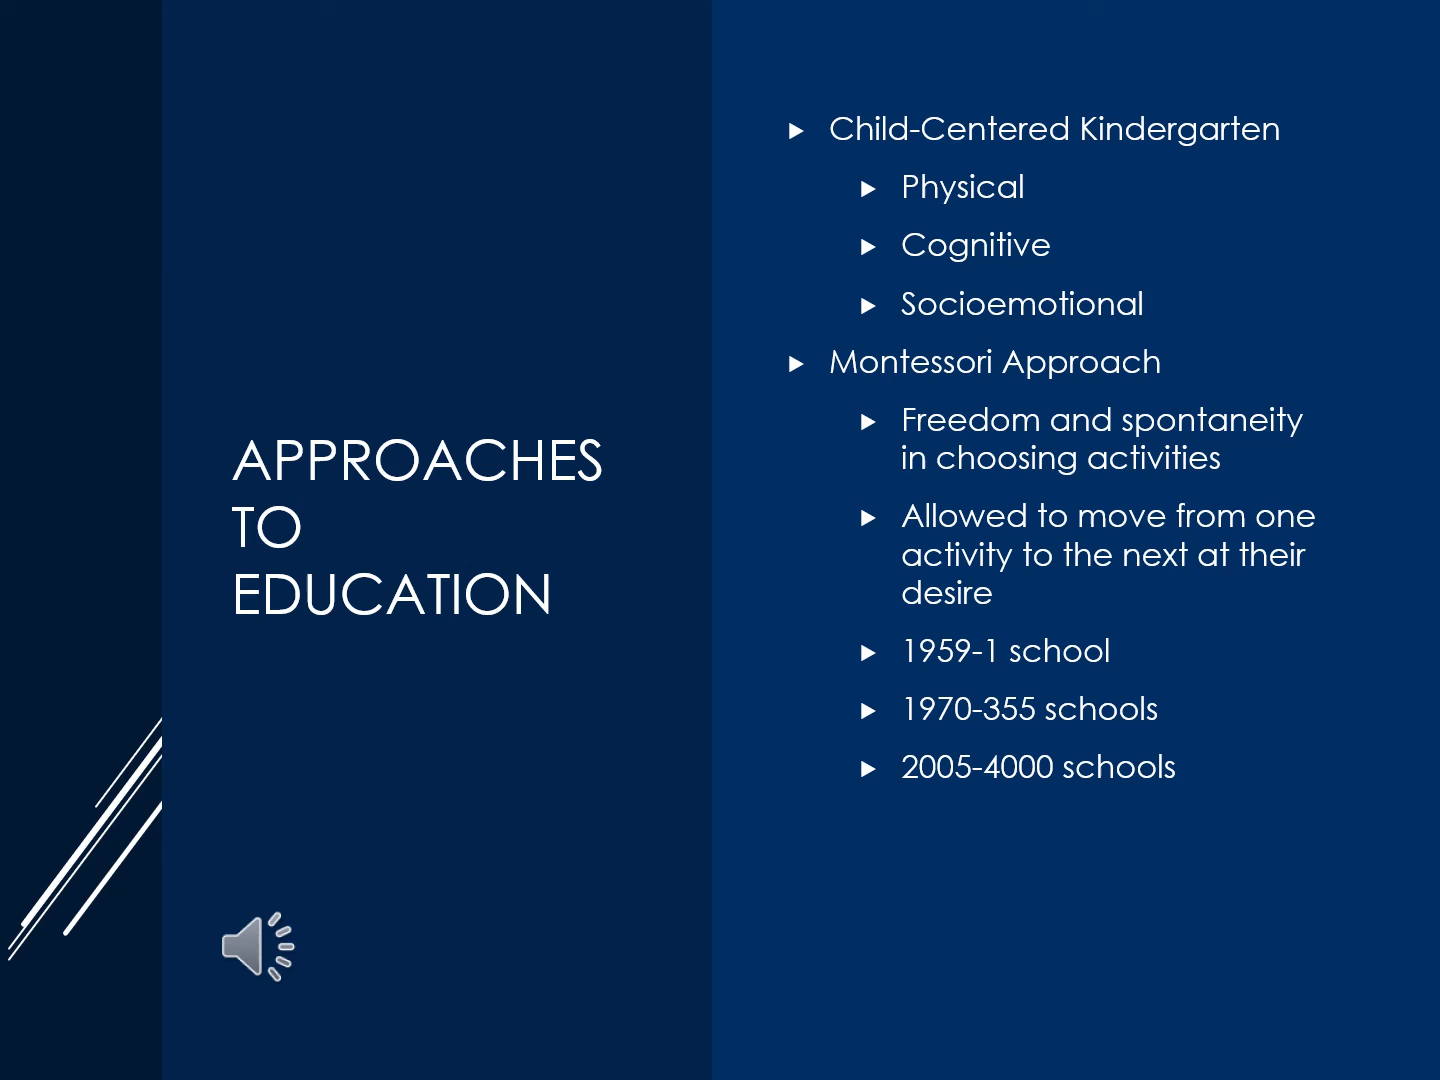 APPROACHES
TO
EDUCATION
Child-Centered Kindergarten
Physical
Cognitive
Socioemotional
Montessori Approach
Freedom and spontaneity
in choosing activities
Allowed to move from one
activity to the next at their
desire
1959-1 school
1970-355 schools
2005-4000 schools